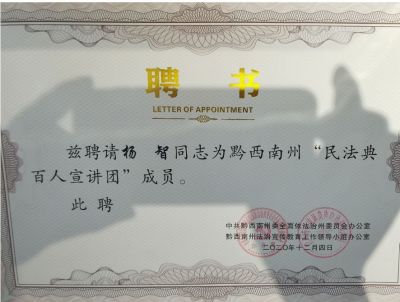 聘 书
LETTER OF APPOINTMENT
兹聘请杨 智同志为黔西南州“民法典
百人宣讲团”成员。
此 聘
中共黔西南州委全面依法治州委员会办公室
黔西南州法治宣传教育工作领导小组办公室
二〇二〇年十二月四日